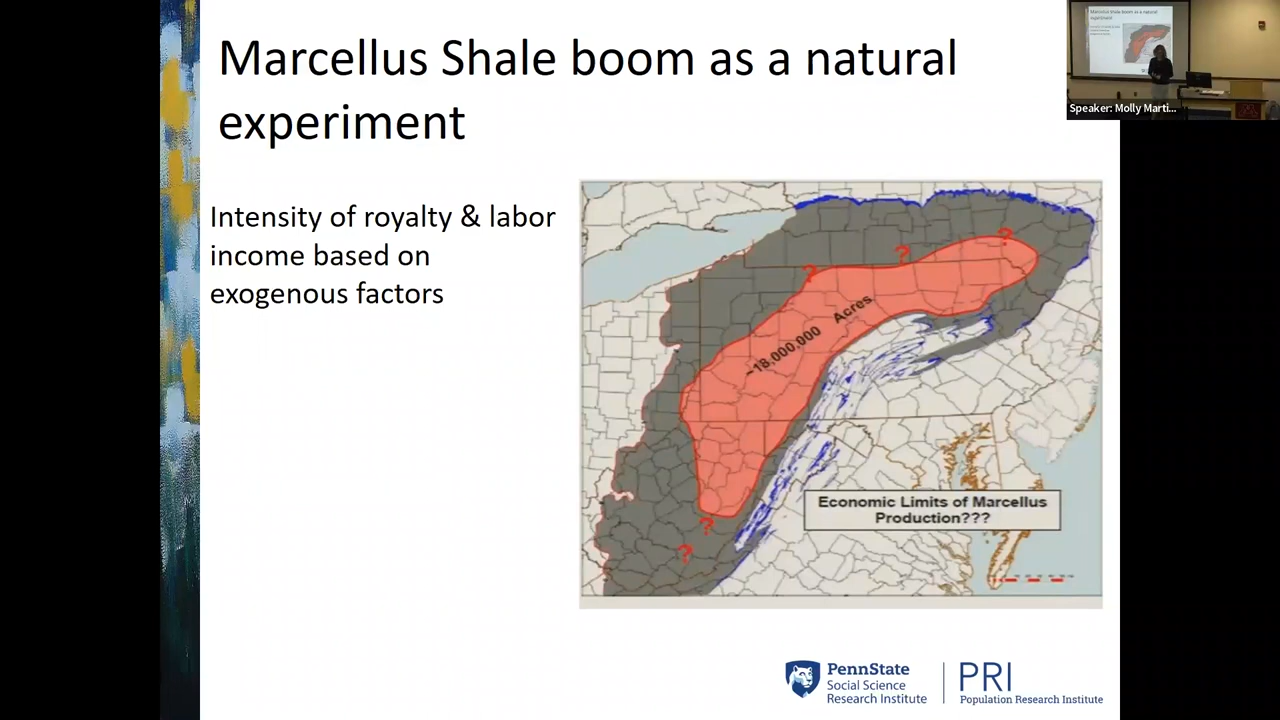 Marcellus Shale boom as a natural
experiment
Speaker: Molly Marti...
Intensity of royalty & labor
income based on
exogenous factors
?
?
?
~18,000,000 Acres
Economic Limits of Marcellus
Production???
?
?
PennState
Social Science
Research Institute
PRI
Population Research Institute